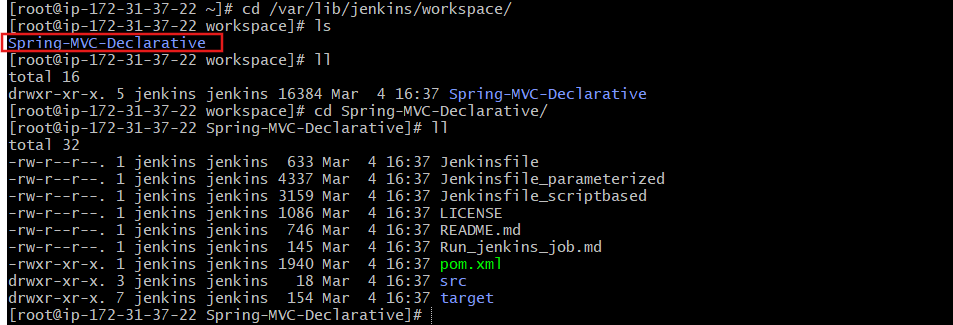 [root@ip-172-31-37-22 ~]# cd /var/lib/jenkins/workspace/
[root@ip-172-31-37-22 workspace]# ls
Spring-MVC-Declarative
[root@ip-172-31-37-22 workspace]# ll
total 16
drwxr-xr-x. 5 jenkins jenkins 16384 Mar  4 16:37 Spring-MVC-Declarative
[root@ip-172-31-37-22 workspace]# cd Spring-MVC-Declarative/
[root@ip-172-31-37-22 Spring-MVC-Declarative]# ll
total 32
-rw-r--r--. 1 jenkins jenkins  633 Mar  4 16:37 Jenkinsfile
-rw-r--r--. 1 jenkins jenkins 4337 Mar  4 16:37 Jenkinsfile_parameterized
-rw-r--r--. 1 jenkins jenkins 3159 Mar  4 16:37 Jenkinsfile_scriptbased
-rw-r--r--. 1 jenkins jenkins 1086 Mar  4 16:37 LICENSE
-rw-r--r--. 1 jenkins jenkins  746 Mar  4 16:37 README.md
-rw-r--r--. 1 jenkins jenkins  145 Mar  4 16:37 Run_jenkins_job.md
-rwxr-xr-x. 1 jenkins jenkins 1940 Mar  4 16:37 pom.xml
drwxr-xr-x. 3 jenkins jenkins   18 Mar  4 16:37 src
drwxr-xr-x. 7 jenkins jenkins  154 Mar  4 16:37 target
[root@ip-172-31-37-22 Spring-MVC-Declarative]#